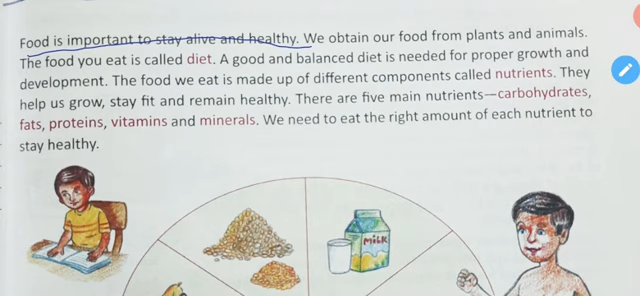 Food is important to stay alive and healthy. We obtain our food from plants and animals.
The food you eat is called diet. A good and balanced diet is needed for proper growth and
development. The food we eat is made up of different components called nutrients. They
help us grow, stay fit and remain healthy. There are five main nutrients—carbohydrates,
fats, proteins, vitamins and minerals. We need to eat the right amount of each nutrient to
stay healthy.
MiLK